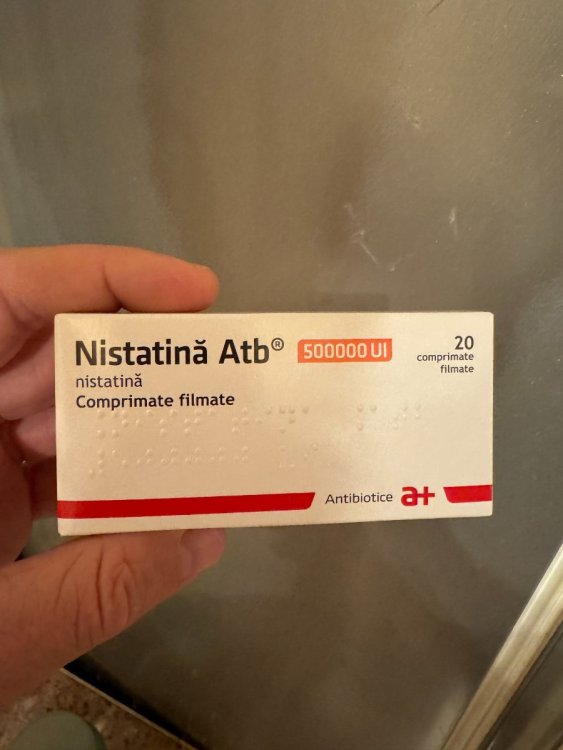 Nistatină Atb® 500000 UI
20
comprimate
filmate
nistatină
Comprimate filmate
Antibiotice a+